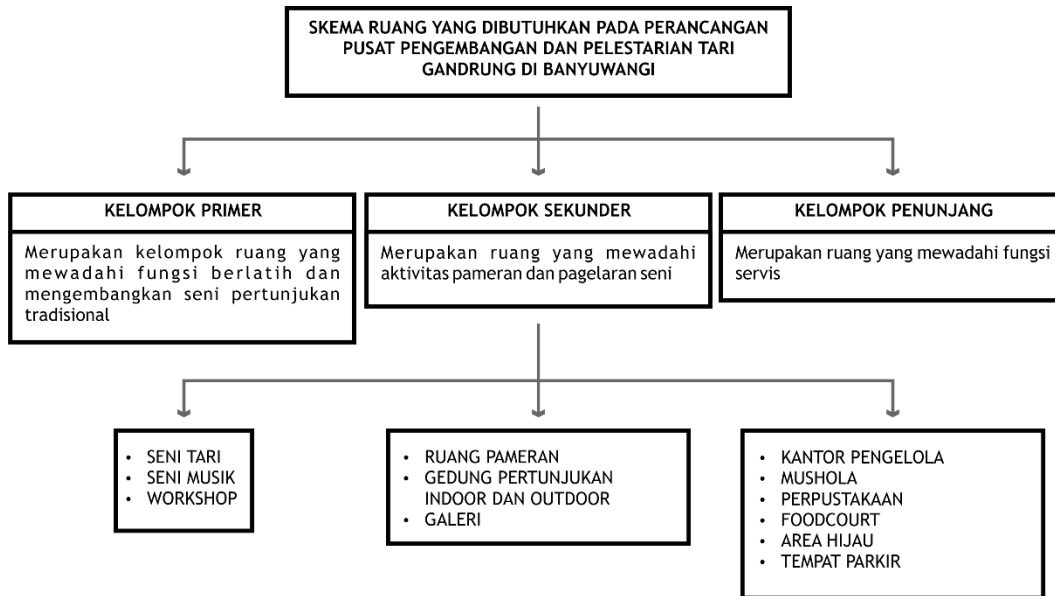 SKEMA RUANG YANG DIBUTUHKAN PADA PERANCANGAN
PUSAT PENGEMBANGAN DAN PELESTARIAN TARI
GANDRUNG DI BANYUWANGI
KELOMPOK PRIMER
Merupakan kelompok ruang yang
mewadahi fungsi berlatih dan
mengembangkan seni pertunjukan
tradisional
KELOMPOK SEKUNDER
Merupakan ruang yang mewadahi
aktivitas pameran dan pagelaran seni
KELOMPOK PENUNJANG
Merupakan ruang yang mewadahi fungsi
servis
• SENI TARI
• SENI MUSIK
• WORKSHOP
• RUANG PAMERAN
• GEDUNG PERTUNJUKAN
INDOOR DAN OUTDOOR
• GALERI
• KANTOR PENGELOLA
• MUSHOLA
• PERPUSTAKAAN
• FOODCOURT
• AREA HIJAU
• TEMPAT PARKIR